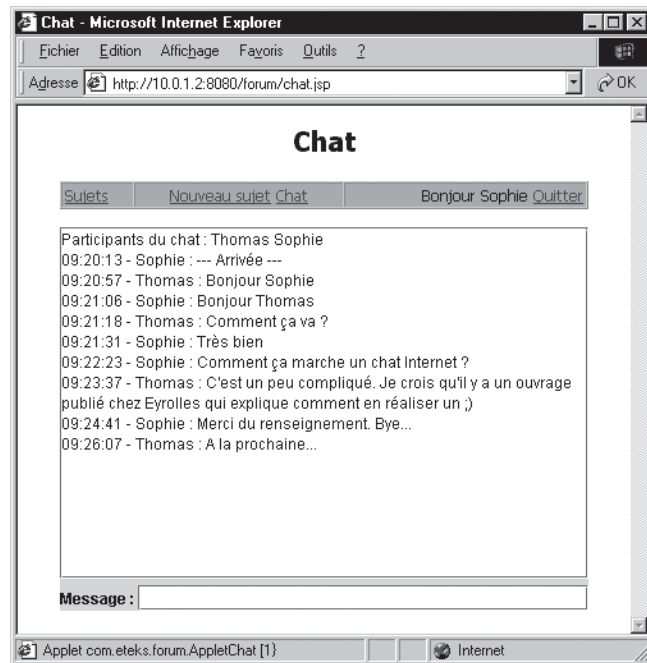 Chat - Microsoft Internet Explorer
Fichier Edition Affichage Favoris Outils ?
Adresse http://10.0.1.2:8080/forum/chat.jsp OK
Chat
Sujets Nouveau sujet Chat Bonjour Sophie Quitter
Participants du chat : Thomas Sophie
09:20:13 - Sophie : --- Arrivée ---
09:20:57 - Thomas : Bonjour Sophie
09:21:06 - Sophie : Bonjour Thomas
09:21:18 - Thomas : Comment ça va ?
09:21:31 - Sophie : Très bien
09:22:23 - Sophie : Comment ça marche un chat Internet ?
09:23:37 - Thomas : C'est un peu compliqué. Je crois qu'il y a un ouvrage
publié chez Eyrolles qui explique comment en réaliser un ;)
09:24:41 - Sophie : Merci du renseignement. Bye...
09:26:07 - Thomas : A la prochaine...
Message :
Applet com.eteks.forum.AppletChat [1} Internet